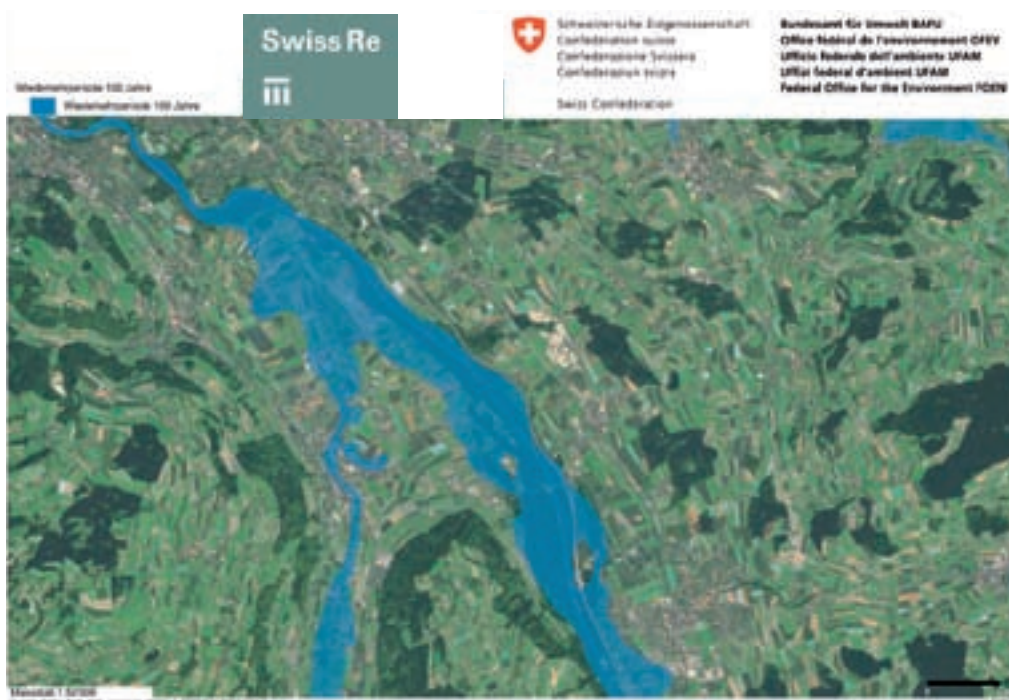 Wiederkehrperiode 100 Jahre
Wiederkehrperiode 100 Jahre
Swiss Re
Schweizerische Eidgenossenschaft
Confédération suisse
Confederazione Svizzera
Confederaziun svizra
Swiss Confederation
Bundesamt für Umwelt BAFU
Office fédéral de l'environnement OFEV
Ufficio federale dell'ambiente UFAM
Uffizi federal d'ambient UFAM
Federal Office for the Environment FOEN
Massstab 1